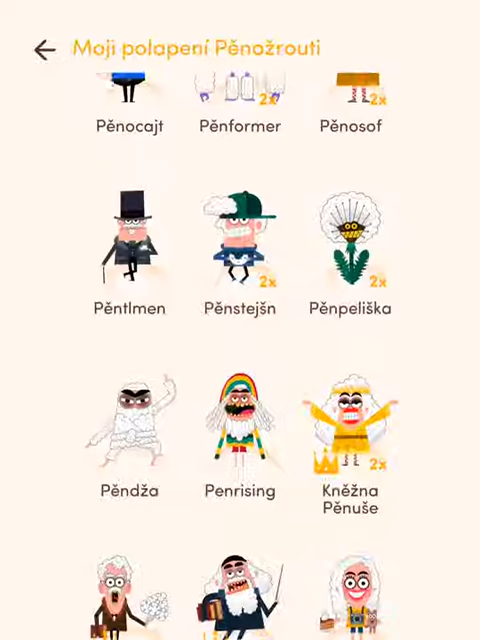 Moji polapení Pěnožrouti
2x
2x
Pěnocajt
Pěnformer
Pěnosof
2x
2x
Pěntlmen
Pěnstejšn
Pěnpeliška
2x
Pěndža
Penrising
Kněžna
Pěnuše